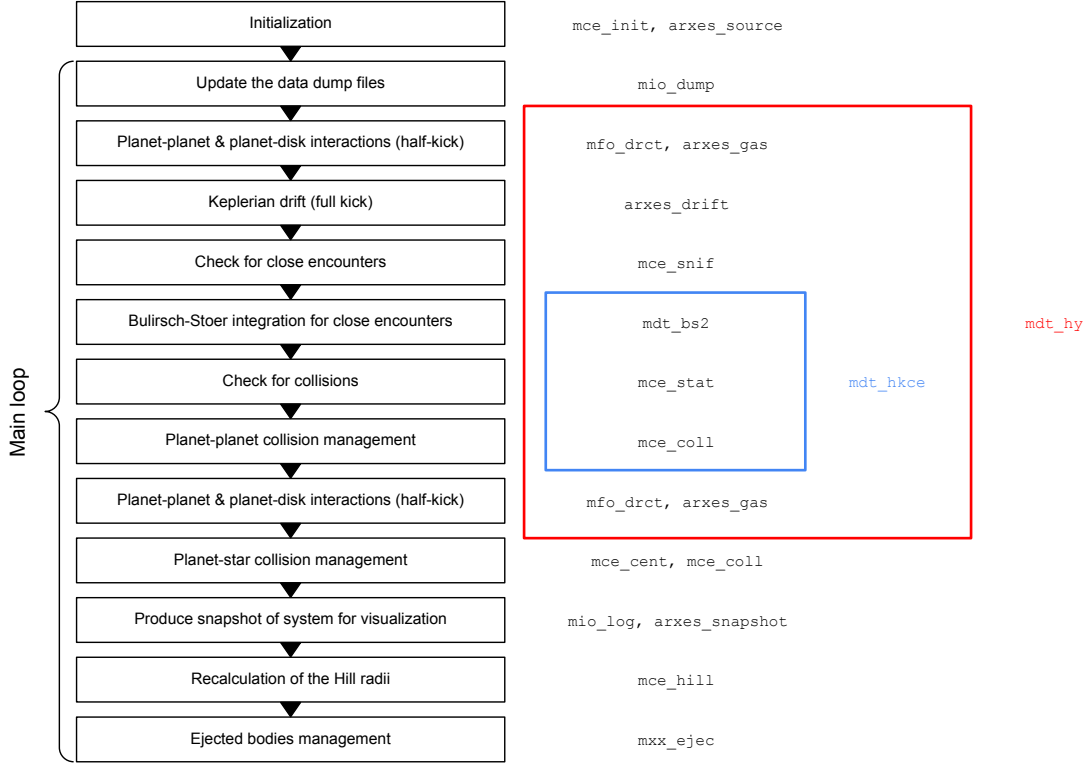 Initialization
mce_init, arxes_source
Update the data dump files
mio_dump
Planet-planet & planet-disk interactions (half-kick)
mfo_drct, arxes_gas
Keplerian drift (full kick)
arxes_drift
Check for close encounters
mce_snif
Bulirsch-Stoer integration for close encounters
mdt_bs2
mdt_hy
Main loop
Check for collisions
mce_stat
mdt_hkce
Planet-planet collision management
mce_coll
Planet-planet & planet-disk interactions (half-kick)
mfo_drct, arxes_gas
Planet-star collision management
mce_cent, mce_coll
Produce snapshot of system for visualization
mio_log, arxes_snapshot
Recalculation of the Hill radii
mce_hill
Ejected bodies management
mxx_ejec